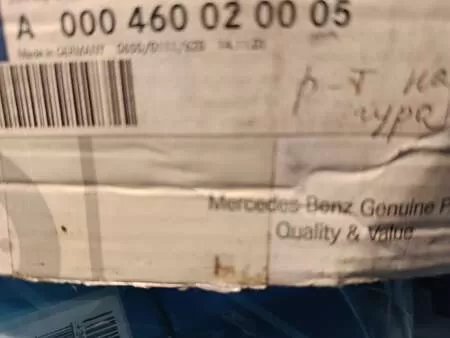 A 000 460 02 00 05
Made in GERMANY
р-т на
Mercedes-Benz Genuine P
Quality & Value